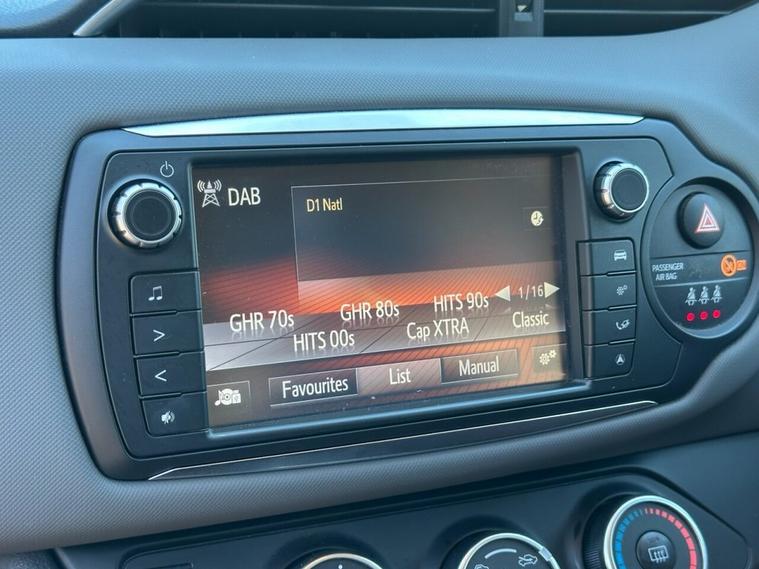 DAB
D1 Natl
1/16
GHR 70s
GHR 80s
HITS 90s
HITS 00s
Cap XTRA
Classic
Favourites
List
Manual
PASSENGER
AIR BAG